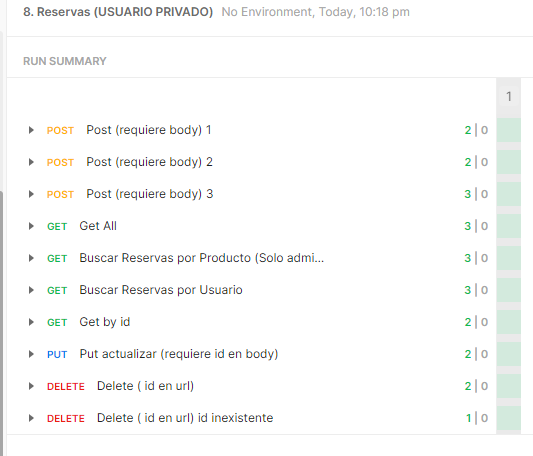 8. Reservas (USUARIO PRIVADO) No Environment, Today, 10:18 pm
RUN SUMMARY
1
POST Post (requiere body) 1 2 | 0
POST Post (requiere body) 2 2 | 0
POST Post (requiere body) 3 3 | 0
GET Get All 3 | 0
GET Buscar Reservas por Producto (Solo admi... 3 | 0
GET Buscar Reservas por Usuario 3 | 0
GET Get by id 2 | 0
PUT Put actualizar (requiere id en body) 2 | 0
DELETE Delete ( id en url) 2 | 0
DELETE Delete ( id en url) id inexistente 1 | 0